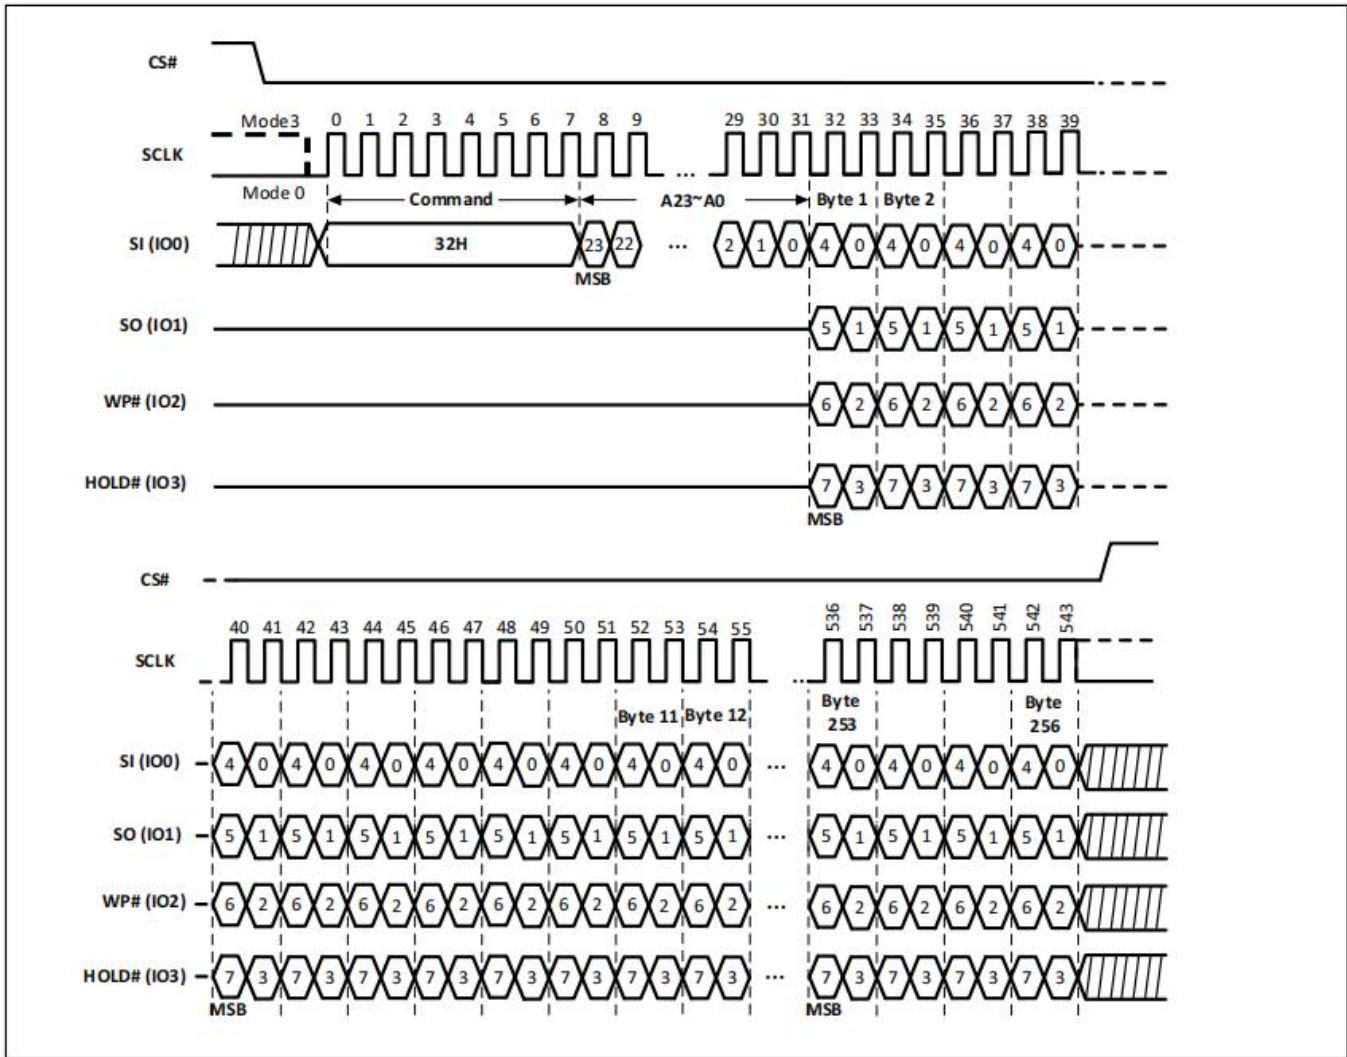 CS#
Mode3 0 1 2 3 4 5 6 7 8 9 29 30 31 32 33 34 35 36 37 38 39
SCLK ...
Mode 0 Command A23~A0 Byte 1 Byte 2
SI (IO0) 32H 23 22 ... 2 1 0 4 0 4 0 4 0 4 0
MSB
SO (IO1) 5 1 5 1 5 1 5 1
WP# (IO2) 6 2 6 2 6 2 6 2
HOLD# (IO3) 7 3 7 3 7 3 7 3
MSB
CS#
40 41 42 43 44 45 46 47 48 49 50 51 52 53 54 55 536 537 538 539 540 541 542 543
SCLK ..
Byte 11 Byte 12 Byte 253 Byte 256
SI (IO0) 4 0 4 0 4 0 4 0 4 0 4 0 4 0 4 0 ... 4 0 4 0 4 0 4 0
SO (IO1) 5 1 5 1 5 1 5 1 5 1 5 1 5 1 5 1 ... 5 1 5 1 5 1 5 1
WP# (IO2) 6 2 6 2 6 2 6 2 6 2 6 2 6 2 6 2 ... 6 2 6 2 6 2 6 2
HOLD# (IO3) 7 3 7 3 7 3 7 3 7 3 7 3 7 3 7 3 ... 7 3 7 3 7 3 7 3
MSB MSB